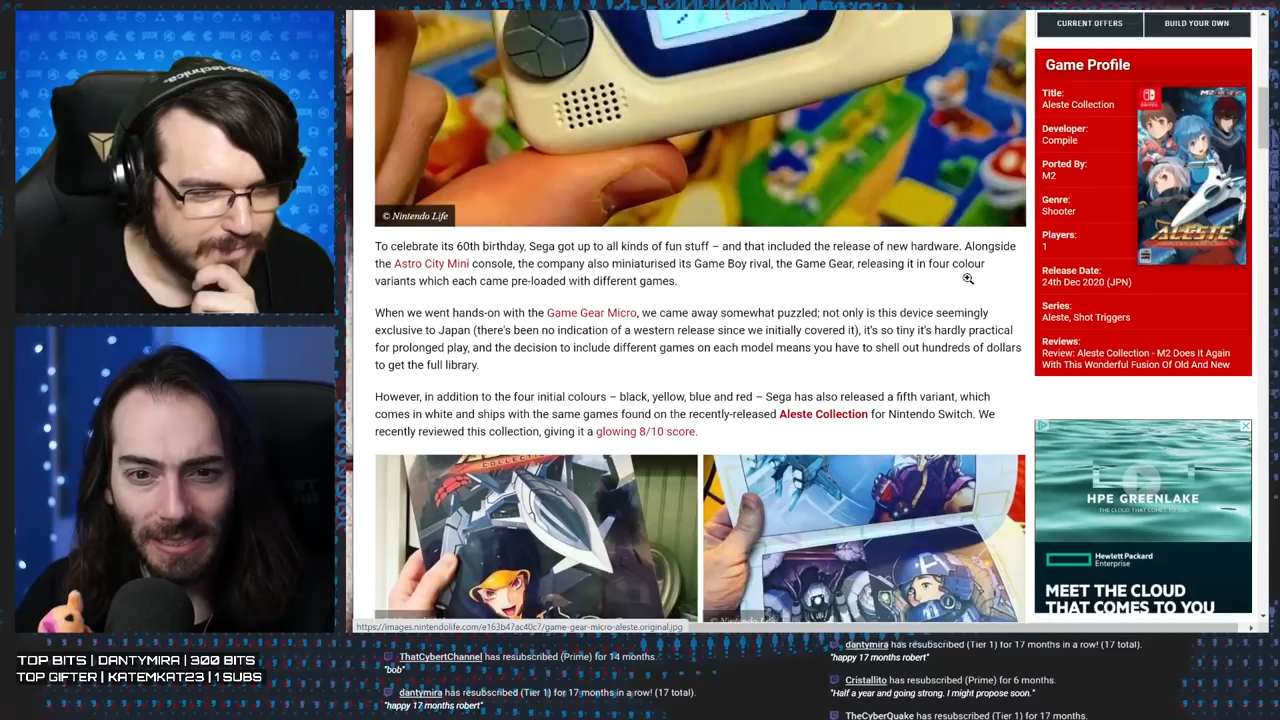 audio-technica
© Nintendo Life
To celebrate its 60th birthday, Sega got up to all kinds of fun stuff – and that included the release of new hardware. Alongside
the Astro City Mini console, the company also miniaturised its Game Boy rival, the Game Gear, releasing it in four colour
variants which each came pre-loaded with different games.
When we went hands-on with the Game Gear Micro, we came away somewhat puzzled; not only is this device seemingly
exclusive to Japan (there's been no indication of a western release since we initially covered it), it's so tiny it's hardly practical
for prolonged play, and the decision to include different games on each model means you have to shell out hundreds of dollars
to get the full library.
However, in addition to the four initial colours – black, yellow, blue and red – Sega has also released a fifth variant, which
comes in white and ships with the same games found on the recently-released Aleste Collection for Nintendo Switch. We
recently reviewed this collection, giving it a glowing 8/10 score.
https://images.nintendolife.com/e163b47ac40c7/game-gear-micro-aleste.original.jpg
CURRENT OFFERS
BUILD YOUR OWN
Game Profile
Title:
Aleste Collection
Developer:
Compile
Ported By:
M2
Genre:
Shooter
Players:
1
Release Date:
24th Dec 2020 (JPN)
Series:
Aleste, Shot Triggers
Reviews:
Review: Aleste Collection - M2 Does It Again
With This Wonderful Fusion Of Old And New
ALESTE
HPE GREENLAKE
THE CLOUD THAT COMES TO YOU
Hewlett Packard
Enterprise
MEET THE CLOUD
THAT COMES TO YOU
TOP BITS | DANTYMIRA | 300 BITS
TOP GIFTER | KATEMKAT23 | 1 SUBS
ThatCybertChannel has resubscribed (Prime) for 14 months.
"bob"
dantymira has resubscribed (Tier 1) for 17 months in a row! (17 total).
"happy 17 months robert"
dantymira has resubscribed (Tier 1) for 17 months in a row! (17 total).
"happy 17 months robert"
Cristallito has resubscribed (Prime) for 6 months.
"Half a year and going strong. I might propose soon."
TheCyberQuake has resubscribed (Tier 1) for 17 months.